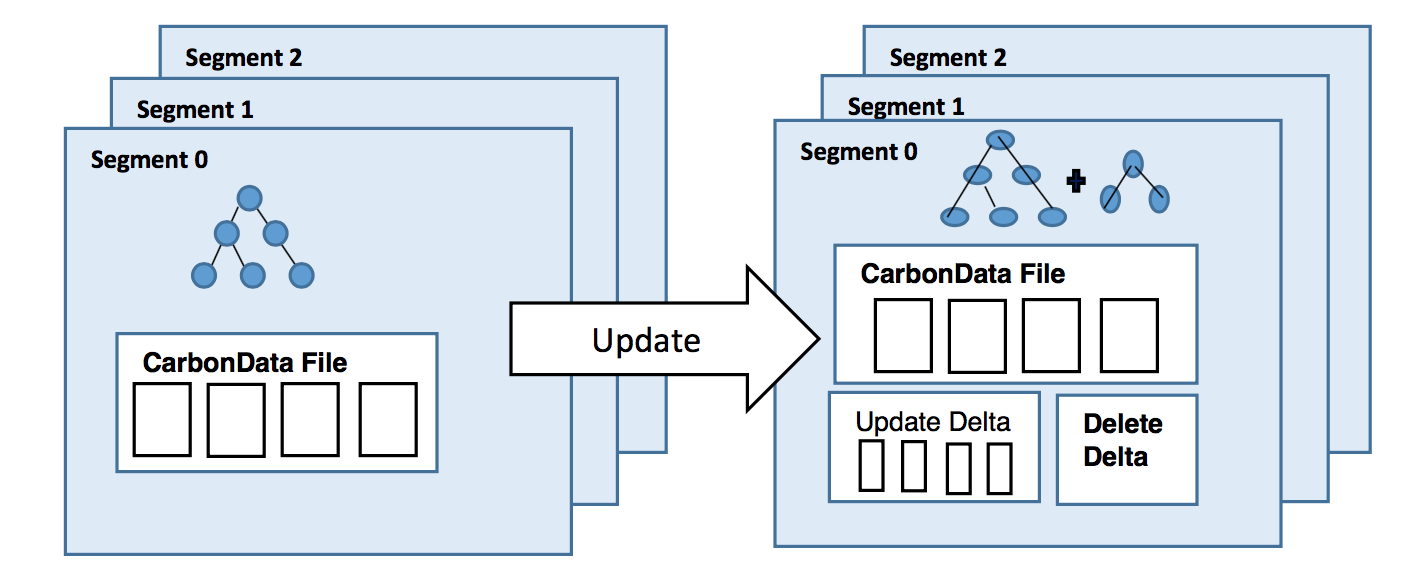 Segment 2
Segment 1
Segment 0
CarbonData File
Update
Segment 2
Segment 1
Segment 0
CarbonData File
Update Delta
Delete
Delta